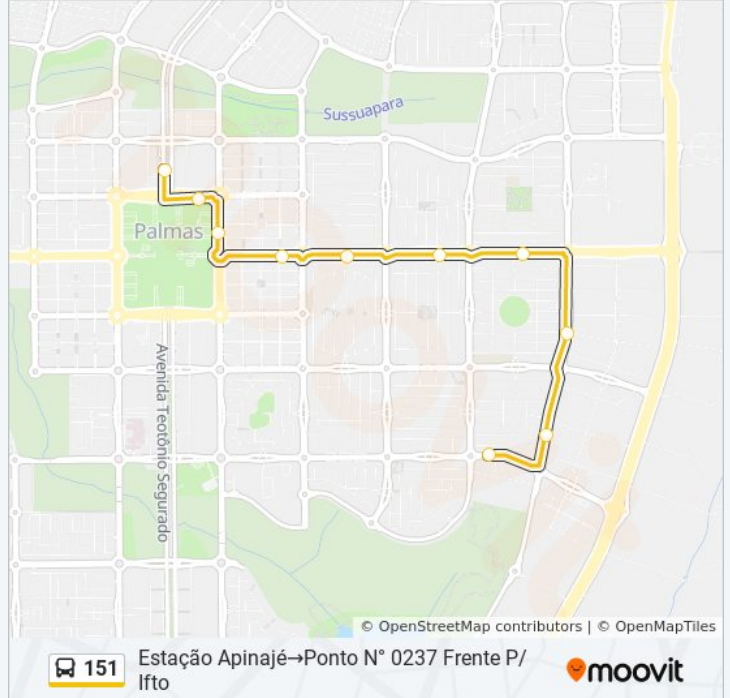 Sussuapara
Palmas
Avenida Teotônio Segurado
© OpenStreetMap contributors | © OpenMapTiles
151
Estação Apinajé→Ponto N° 0237 Frente P/
Ifto
moovit